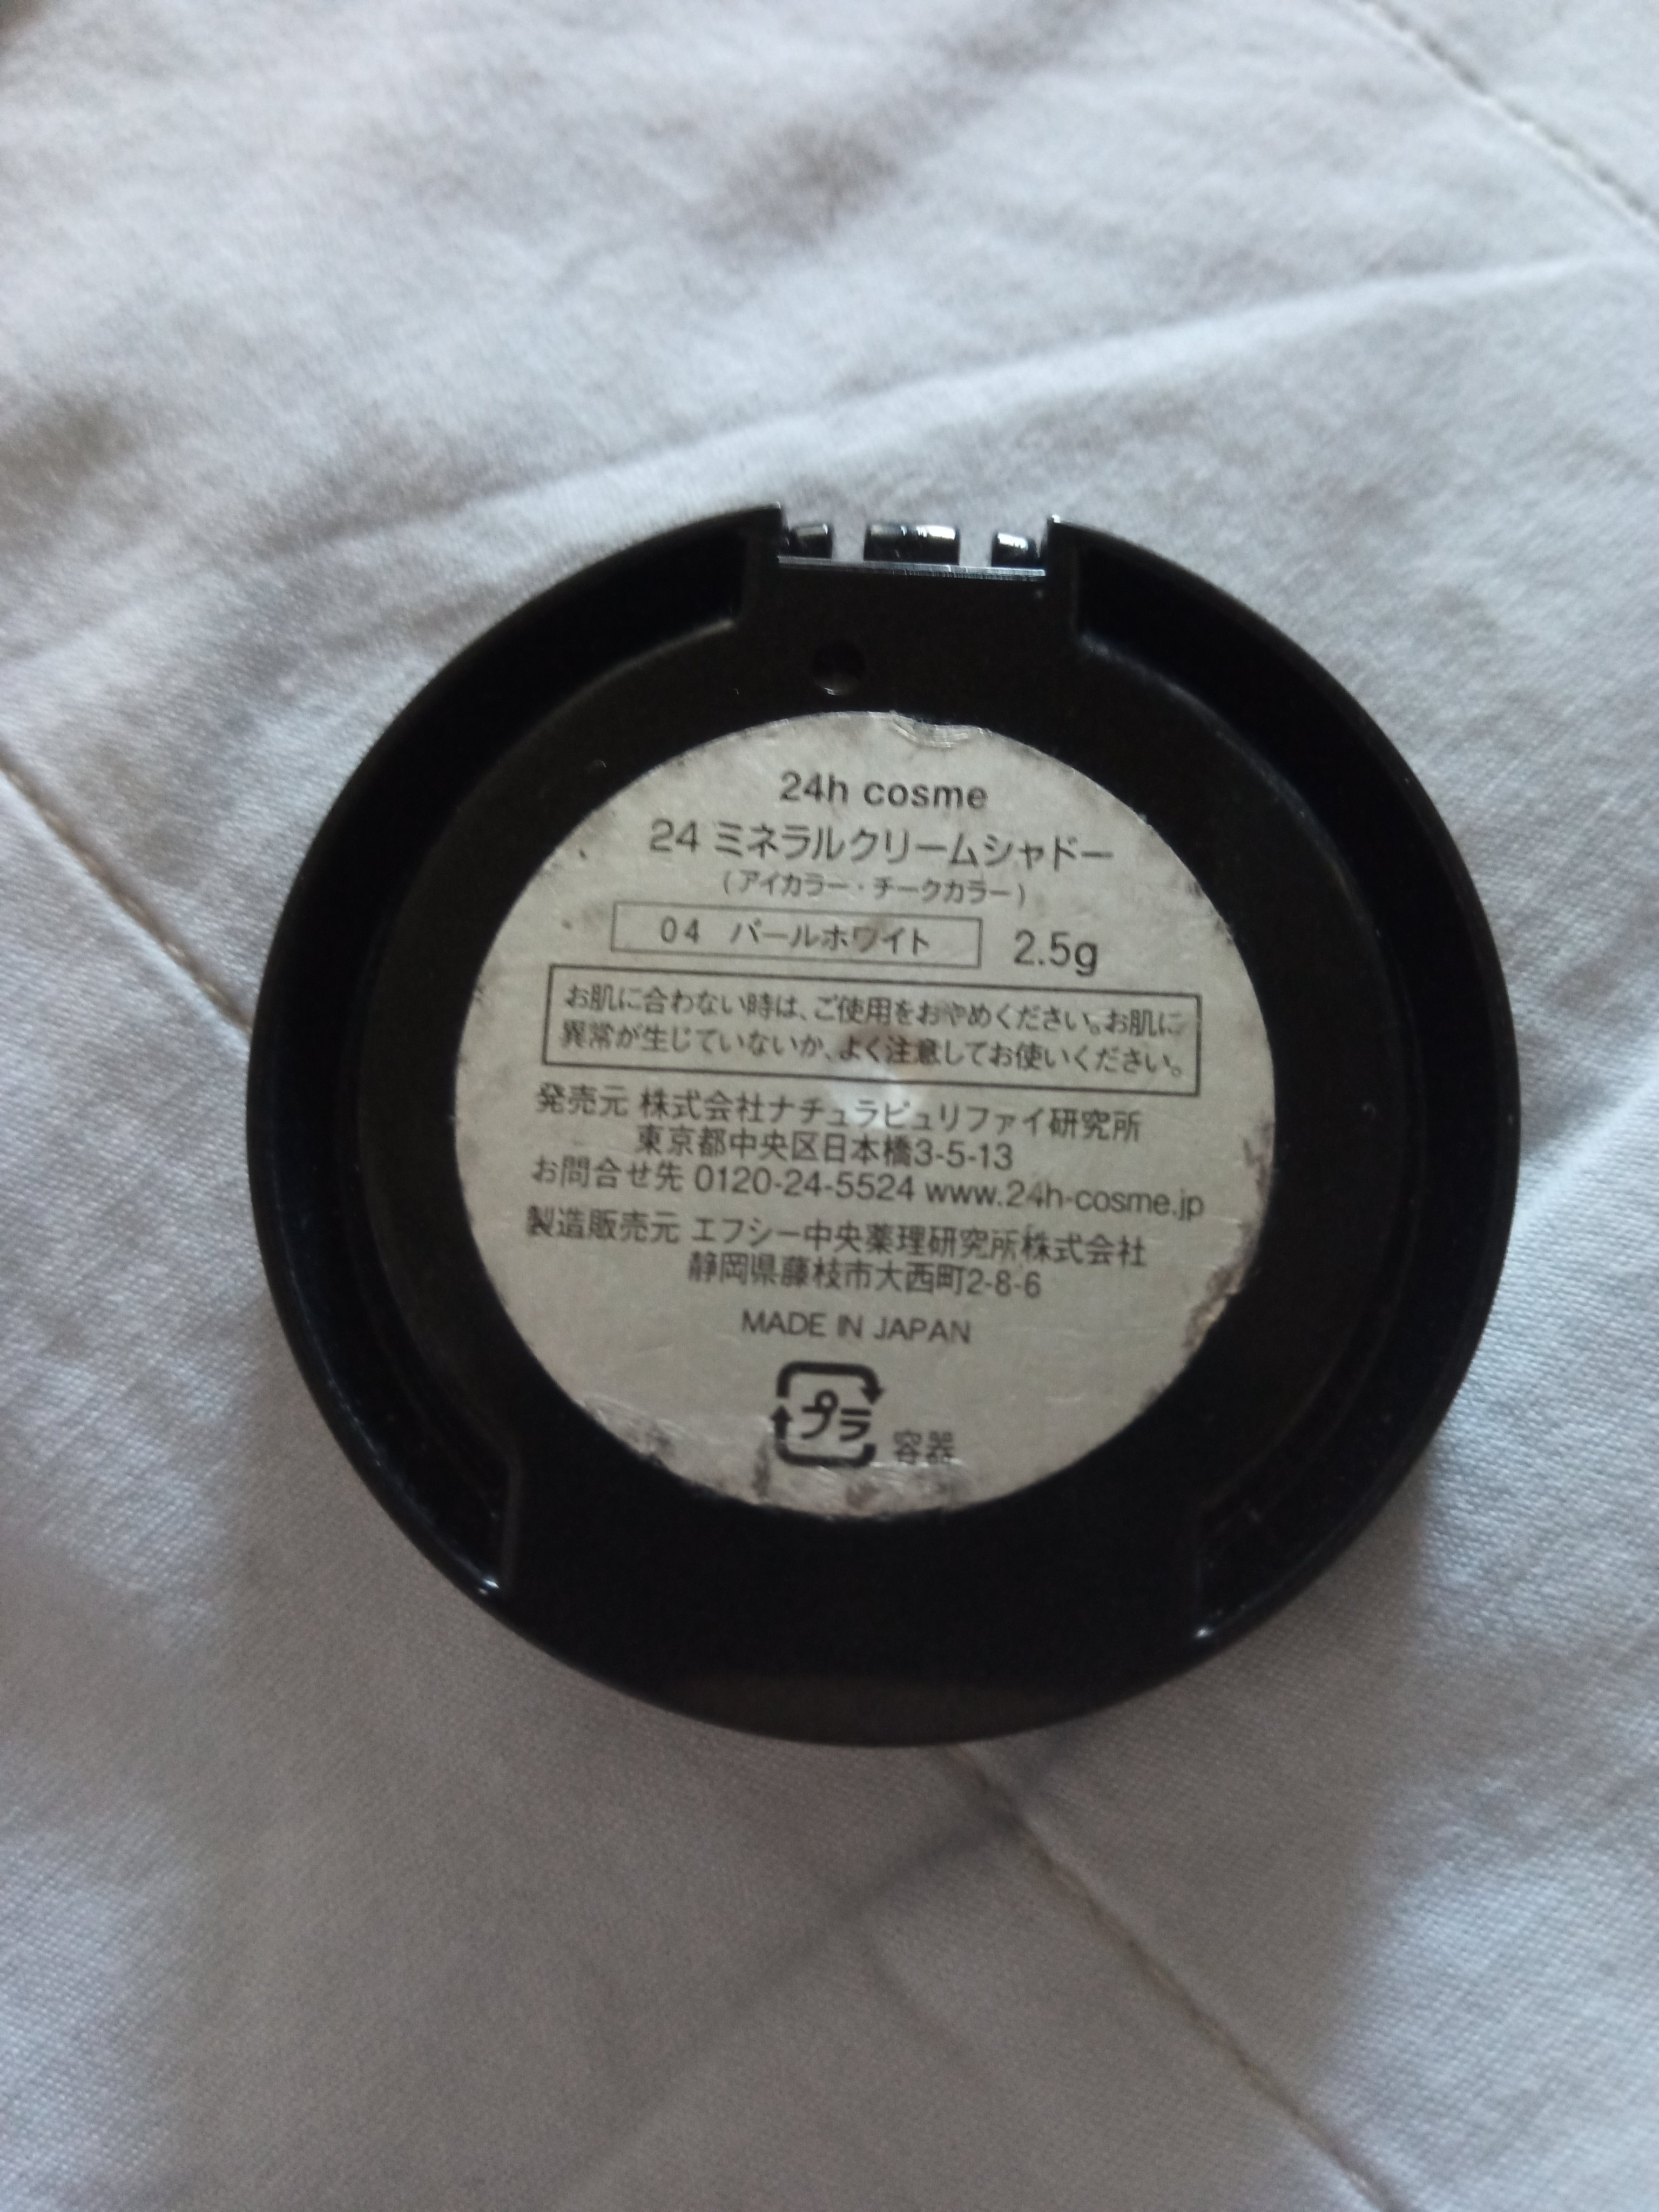 24h cosme
24 ミネラルクリームシャドー
(アイカラー・チークカラー)
04 パールホワイト 2.5g
お肌に合わない時は、ご使用をおやめください。お肌に
異常が生じていないか、よく注意してお使いください。
発売元 株式会社ナチュラピュリファイ研究所
東京都中央区日本橋3-5-13
お問合せ先 0120-24-5524 www.24h-cosme.jp
製造販売元 エフシー中央薬理研究所株式会社
静岡県藤枝市大西町2-8-6
MADE IN JAPAN
プラ 容器